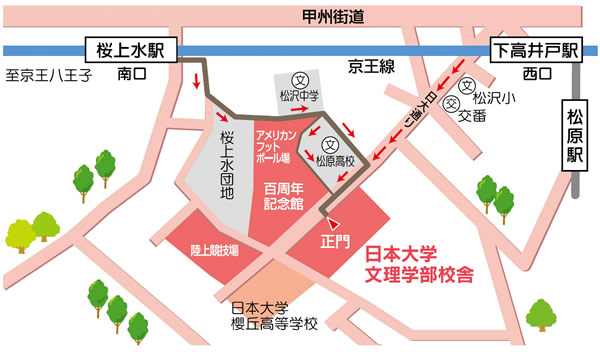 甲州街道
桜上水駅
下高井戸駅
至京王八王子
南口
京王線
西口
文
松沢中学
日大通り
文
松沢小
交
交番
松原駅
桜上水団地
アメリカン
フット
ボール場
文
松原高校
百周年
記念館
正門
陸上競技場
日本大学
文理学部校舎
日本大学
櫻丘高等学校